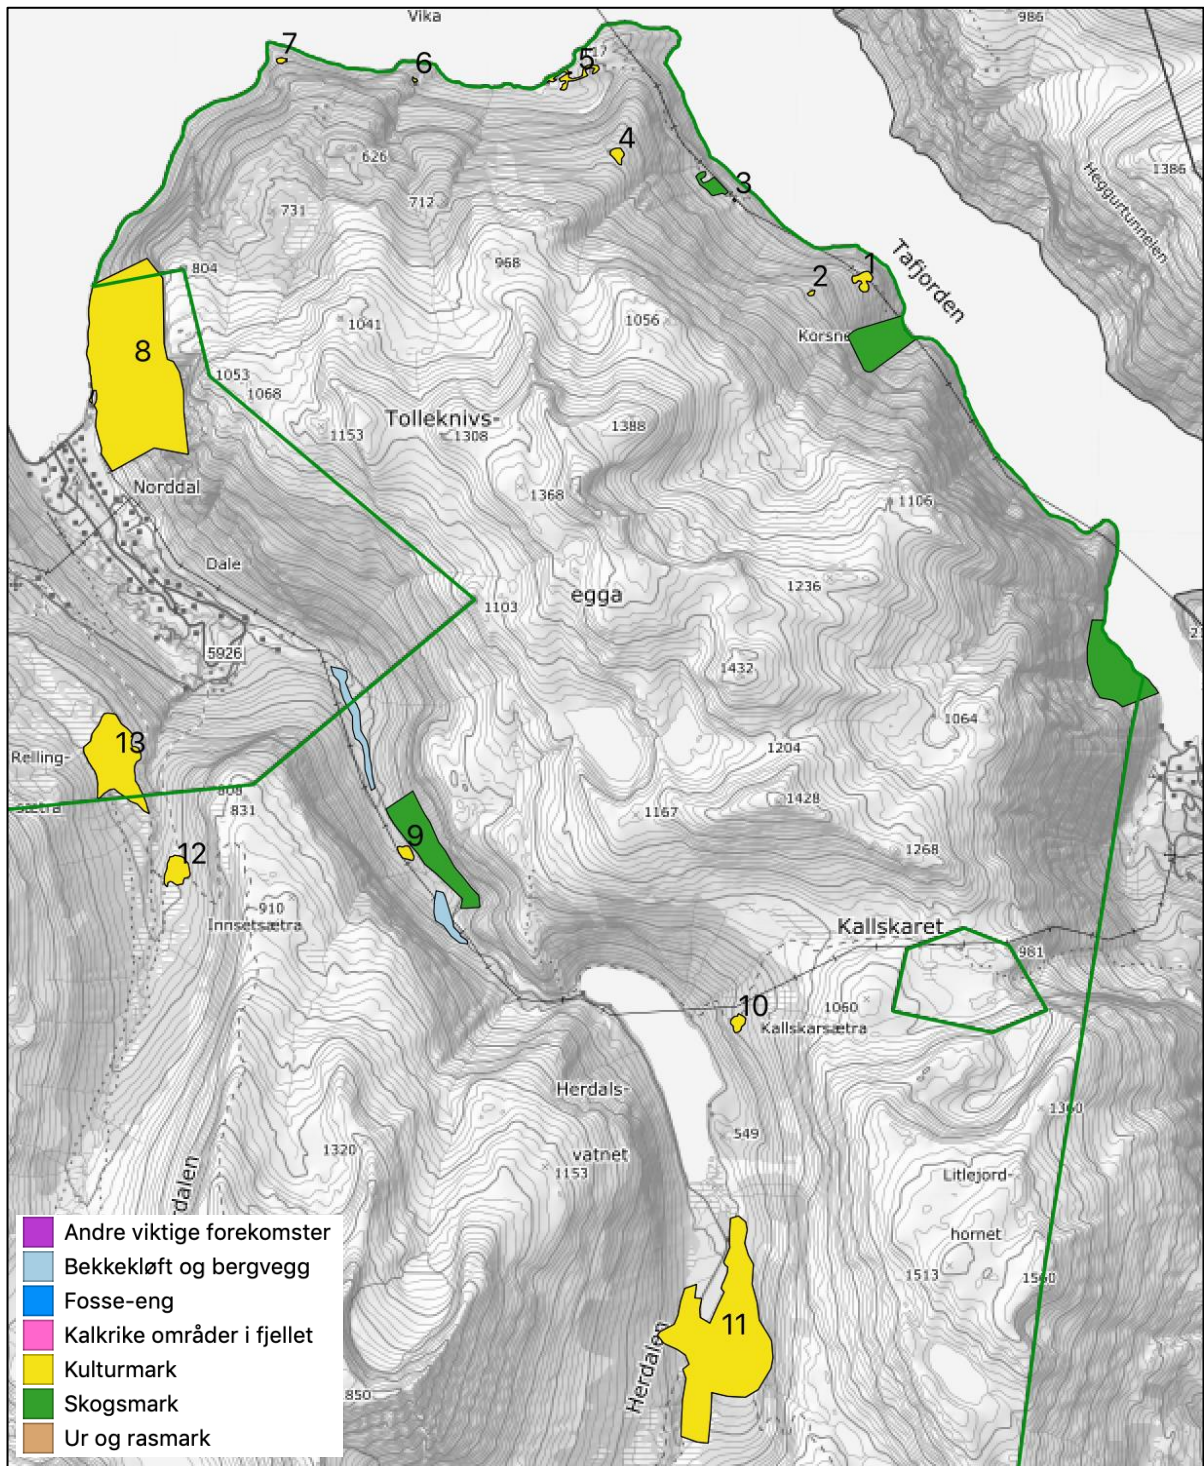 Vika
986
7
6
5
17
4
626
3
1386
Heggurtunnelen
731
712
804
968
2
1
Tafjorden
1041
1056
Korsne
8
1053
1068
1153
Tolleknivs-
1308
1388
Norddal
1368
1106
Dale
egga
1236
1103
5926
1432
13
1064
Relling-
1204
sætra
808
831
1167
1428
9
1268
12
910
Innsetsætra
Kallskaret
981
10
1060
Kallskarsætra
Herdals-
1360
549
1320
vatnet
1153
dalen
Litlejord-
hornet
1513
1560
11
Herdalen
850
Andre viktige forekomster
Bekkekløft og bergvegg
Fosse-eng
Kalkrike områder i fjellet
Kulturmark
Skogsmark
Ur og rasmark